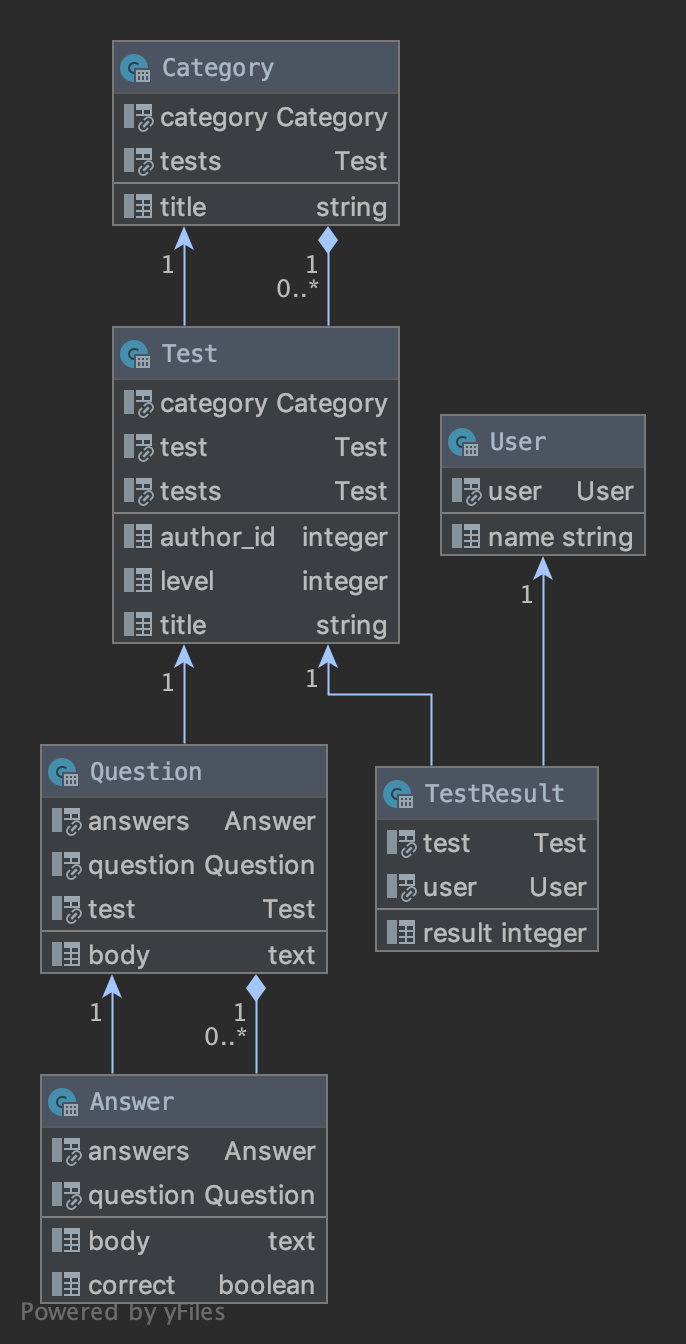 Category
category Category
tests Test
title string
1
1
0..*
Test
category Category
test Test
tests Test
author_id integer
level integer
title string
User
user User
name string
1
1
1
Question
answers Answer
question Question
test Test
body text
TestResult
test Test
user User
result integer
1
1
0..*
Answer
answers Answer
question Question
body text
correct boolean
Powered by yFiles